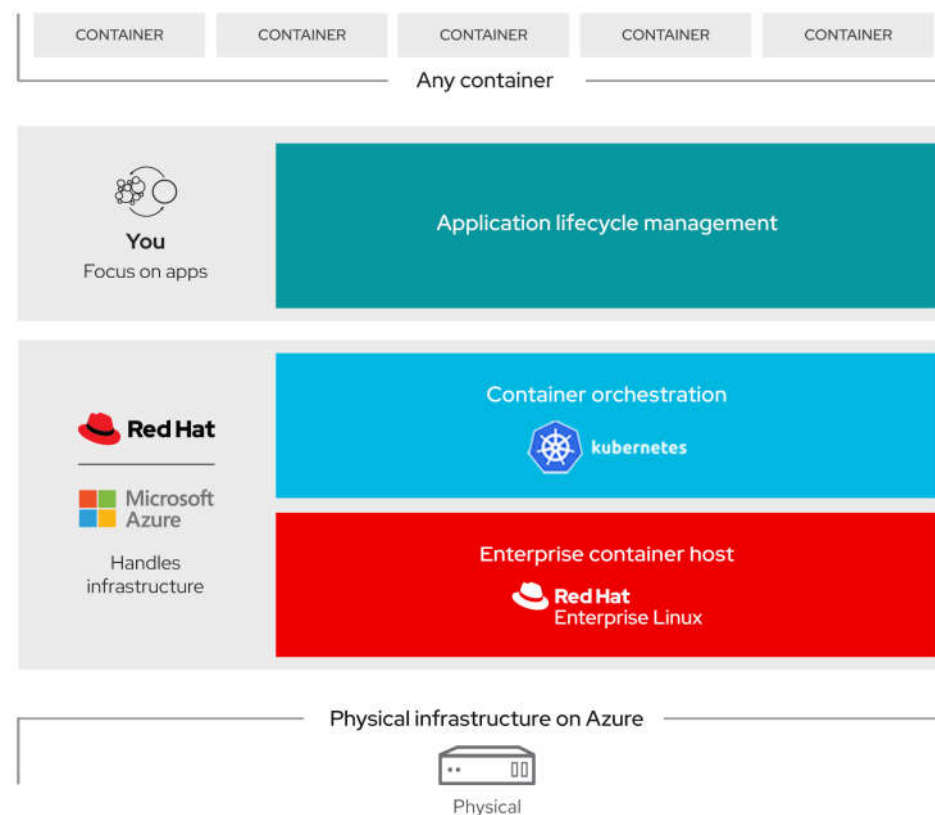 CONTAINER CONTAINER CONTAINER CONTAINER CONTAINER
Any container
Application lifecycle management
You
Focus on apps
Container orchestration
kubernetes
Red Hat
Microsoft
Azure
Handles
infrastructure
Enterprise container host
Red Hat
Enterprise Linux
Physical infrastructure on Azure
Physical